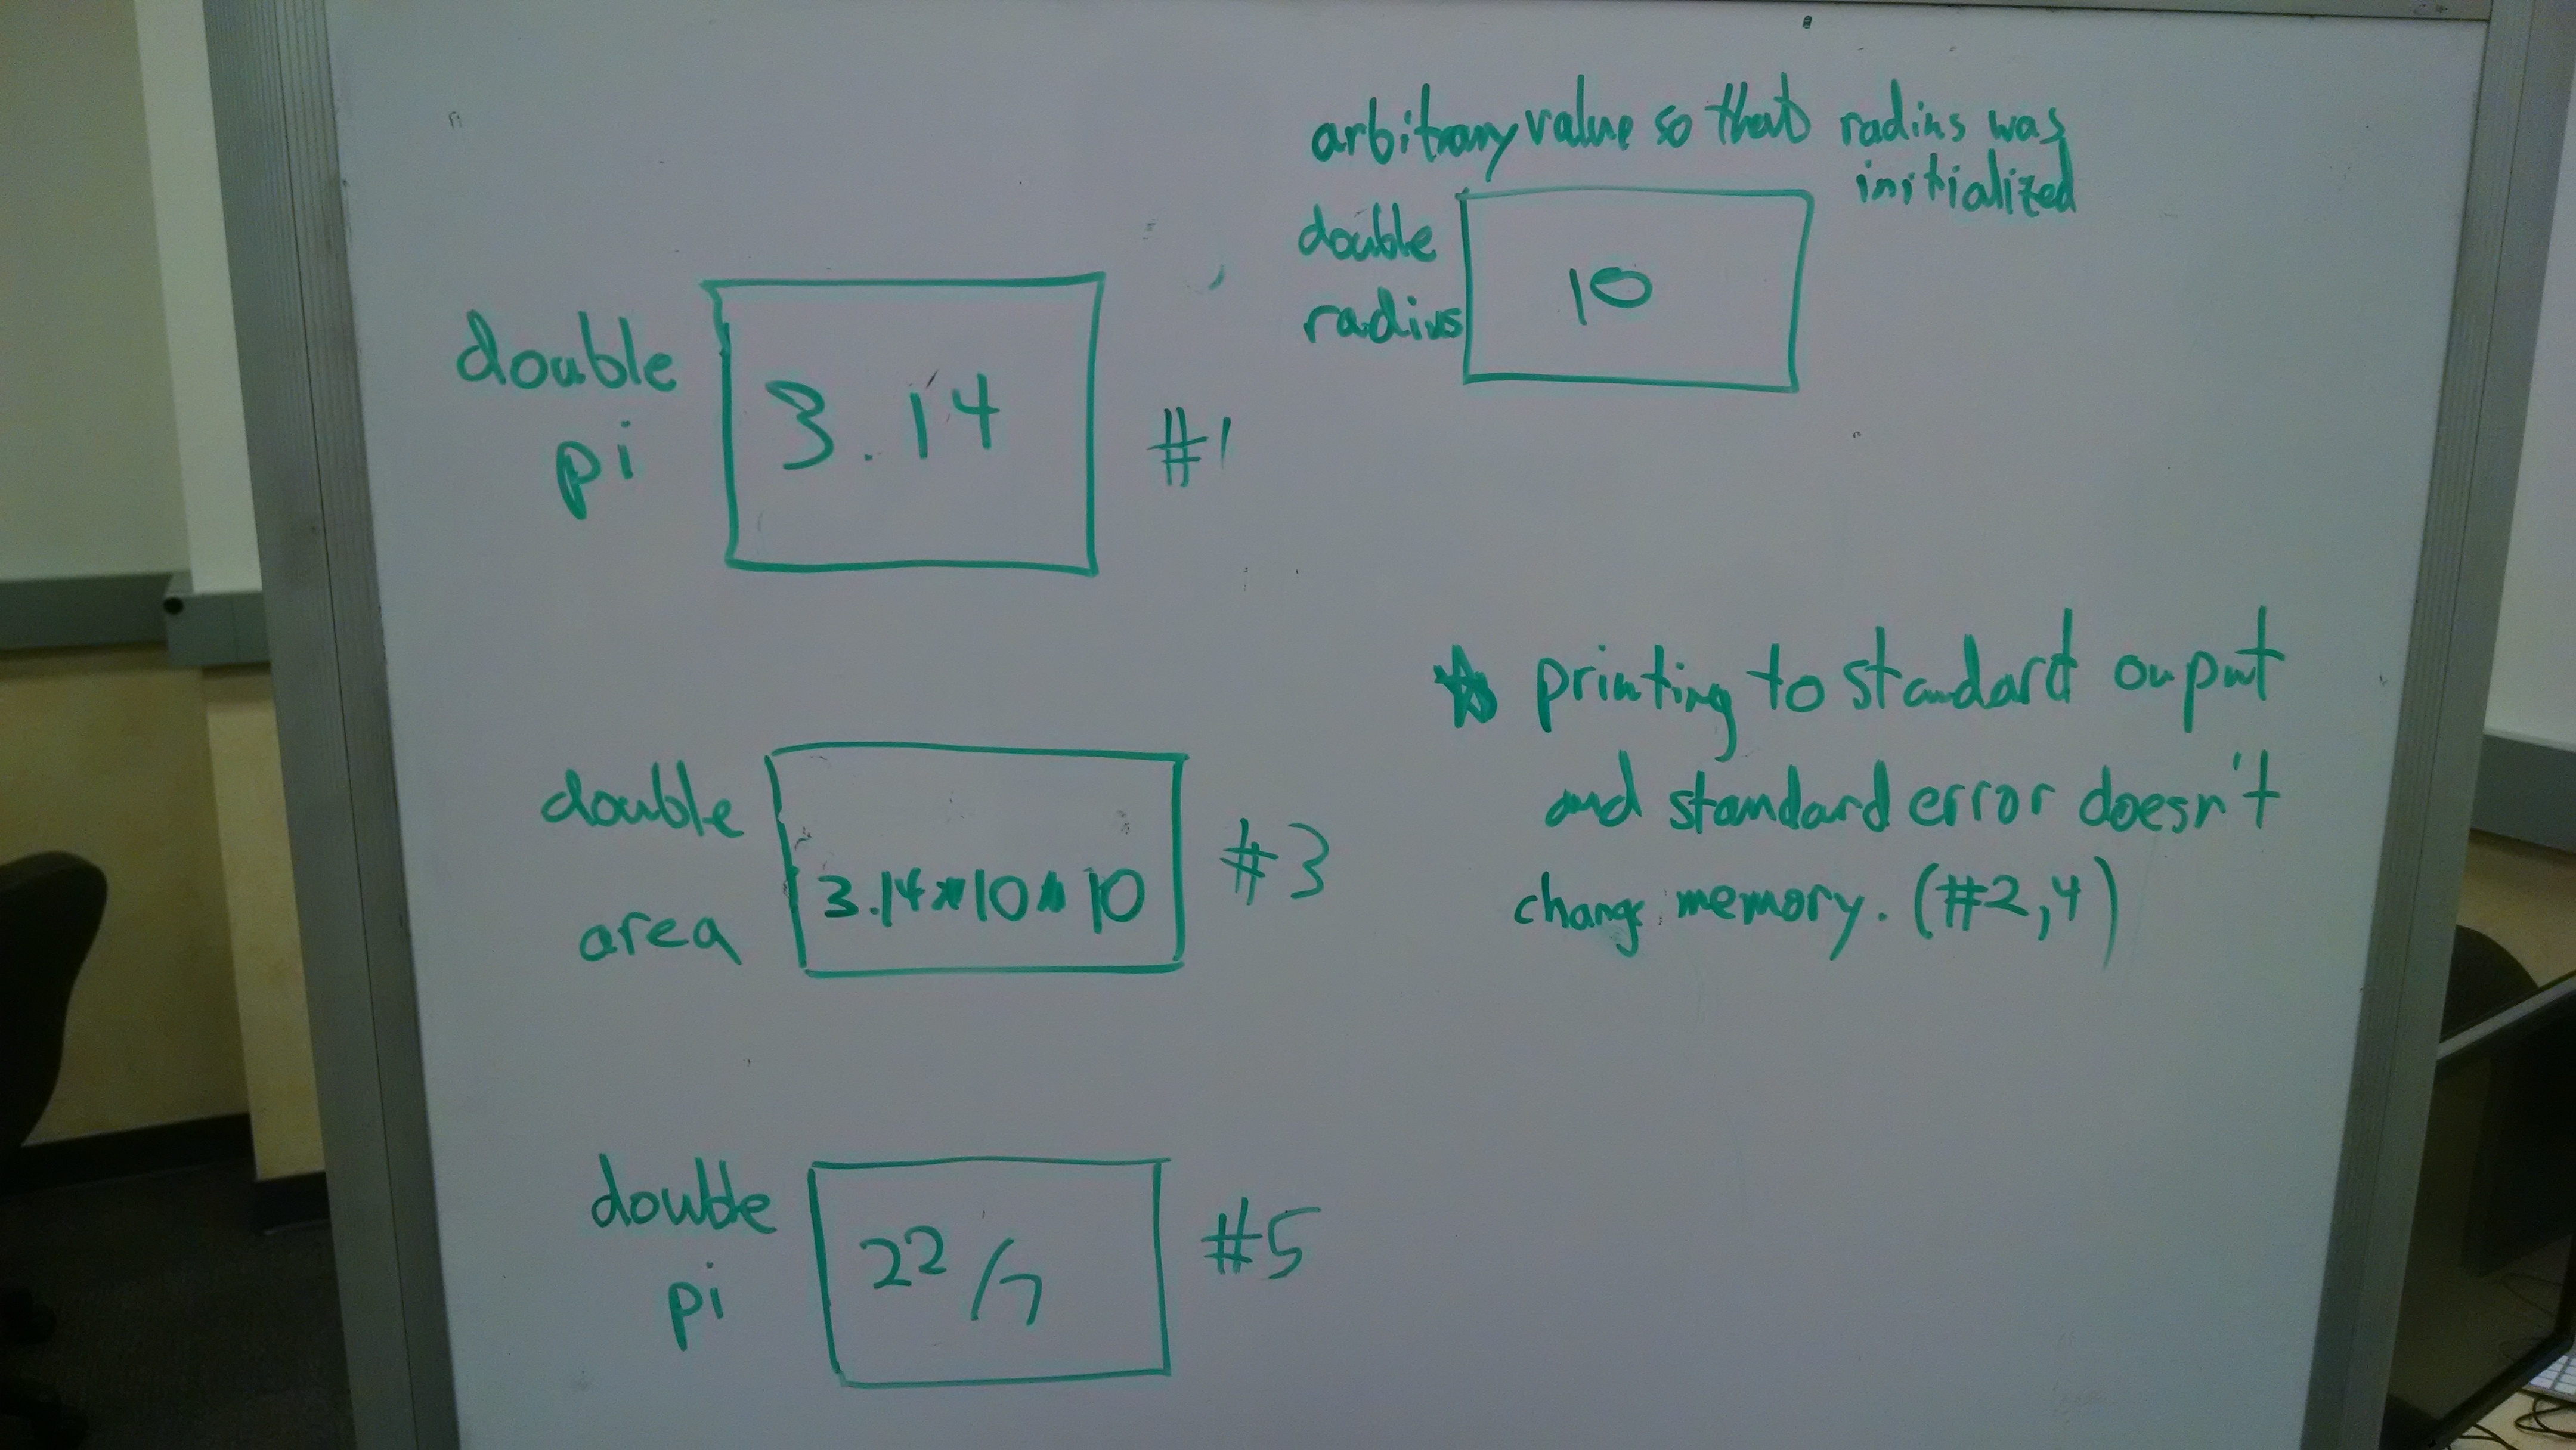 arbitrary value so that radius was
initialized
double
radius
10
double
pi
3.14
#1
printing to standard ouput
and standard error doesn't
change memory. (#2,4)
double
area
3.14*10*10
#3
double
pi
22/7
#5